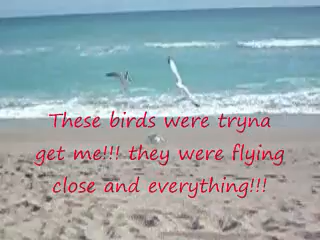 These birds were tryna
get me!!! they were flying
close and everything!!!